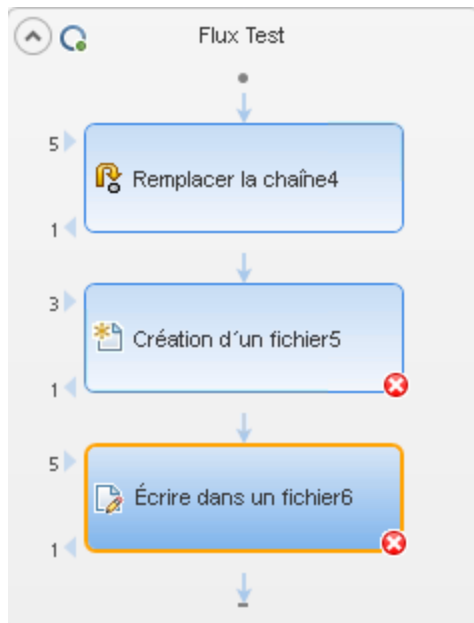 Flux Test
5
Remplacer la chaîne4
1
3
Création d´un fichier5
1
5
Écrire dans un fichier6
1